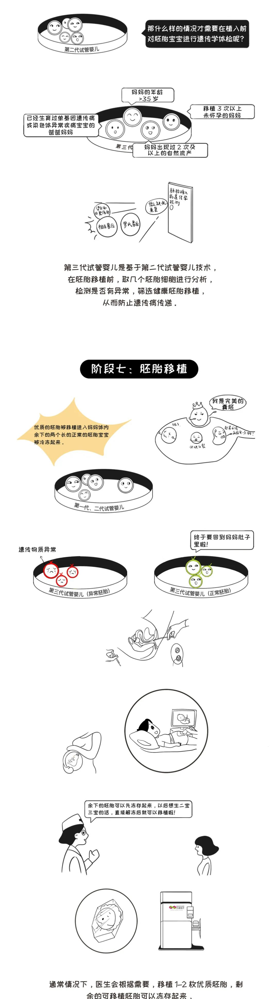 那什么样的情况才需要在植入前
对胚胎宝宝进行遗传学体检呢?
第二代试管婴儿
妈妈的年龄
>35 岁
移植 3 次以上
未怀孕的妈妈
已经生育过单基因遗传病
或染色体异常疾病宝宝的
爸爸妈妈
第三代
妈妈出现过 2 次及
以上的自然流产
胚胎植入
前遗传学
检测
微缺失
重复
染色体
非整倍体
相互易位
罗氏易位
第三代试管婴儿是基于第二代试管婴儿技术,
在胚胎移植前,取几个胚胎细胞进行分析,
检测是否有异常,筛选健康胚胎移植,
从而防止遗传病传递.
阶段七:胚胎移植
我是完美的
囊胚
优质的胚胎被移植进入妈妈体内
余下的两个长的正常的胚胎宝宝
被冷冻起来.
快快分裂
第一代、二代试管婴儿
终于要回到妈妈肚子
里啦!
遗传物质异常
第三代试管婴儿(异常胚胎)
第三代试管婴儿(正常胚胎)
余下的胚胎可以先冻存起来,以后想生二宝
三宝的话,直接解冻后就可以移植啦!
BASECARE
贝康医疗
通常情况下,医生会根据需要,移植1-2 枚优质胚胎,剩
余的可移植胚胎可以冻存起来,